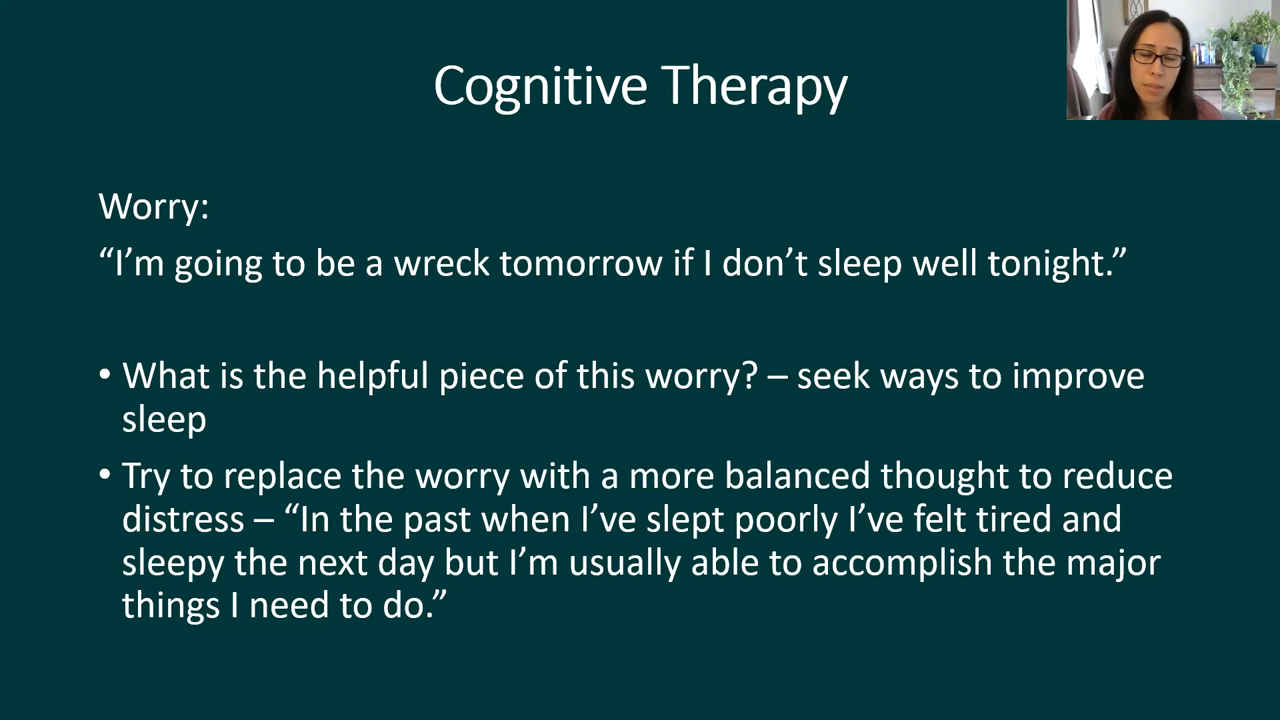 Cognitive Therapy
Worry:
“I’m going to be a wreck tomorrow if I don’t sleep well tonight.”
• What is the helpful piece of this worry? – seek ways to improve
sleep
• Try to replace the worry with a more balanced thought to reduce
distress – “In the past when I’ve slept poorly I’ve felt tired and
sleepy the next day but I’m usually able to accomplish the major
things I need to do.”